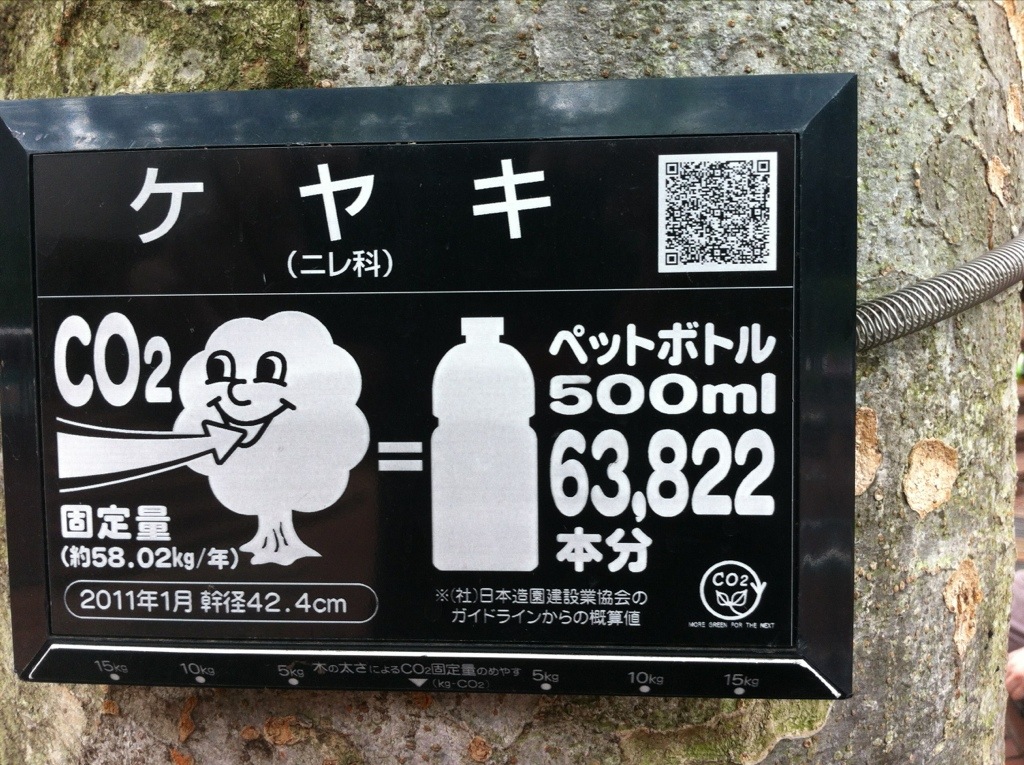 ケヤキ
(ニレ科)
CO2
固定量
(約58.02kg/年)
2011年1月 幹径42.4cm
=
ペットボトル
500ml
63,822
本分
※(社)日本造園建設業協会の
ガイドラインからの概算値
CO2
MORE GREEN FOR THE NEXT
15kg 10kg 5kg 木の太さによるCO2固定量のめやす 5kg 10kg 15kg
(kg-CO2)